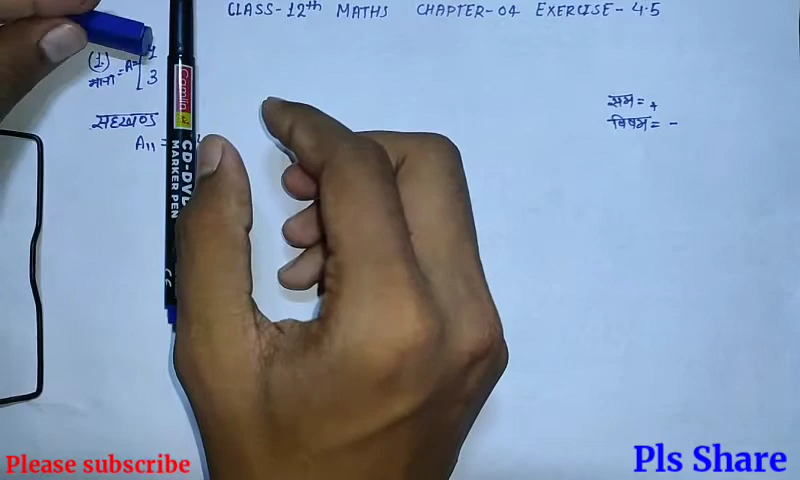 CLASS-12th MATHS CHAPTER-04 EXERCISE-4.5
(1.) माना = A =
3
सम = +
विषम = -
सहखण्ड
A11 =
Camlin
CD-DVD
MARKER PEN
Please subscribe
Pls Share